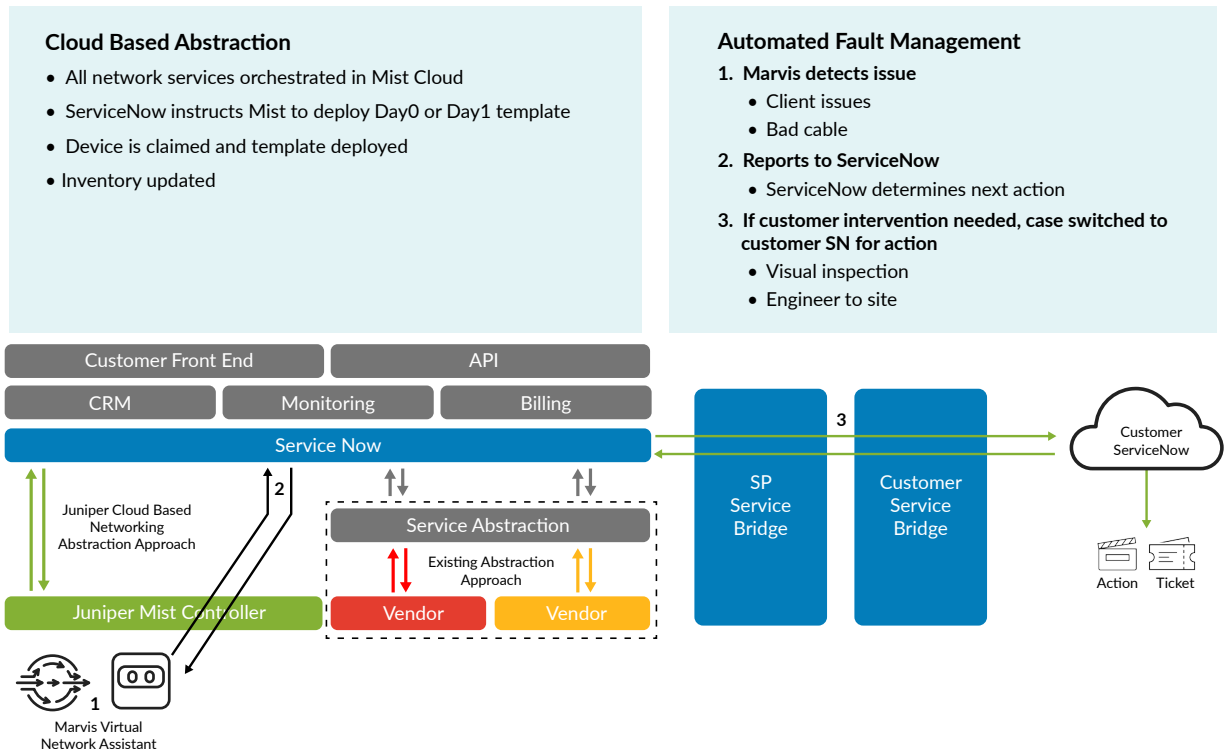 Cloud Based Abstraction
• All network services orchestrated in Mist Cloud
• ServiceNow instructs Mist to deploy Day0 or Day1 template
• Device is claimed and template deployed
• Inventory updated
Automated Fault Management
1. Marvis detects issue
• Client issues
• Bad cable
2. Reports to ServiceNow
• ServiceNow determines next action
3. If customer intervention needed, case switched to
customer SN for action
• Visual inspection
• Engineer to site
Customer Front End
API
CRM
Monitoring
Billing
Service Now
2
Juniper Cloud Based
Networking
Abstraction Approach
Service Abstraction
Existing Abstraction
Approach
Juniper Mist Controller
Vendor
Vendor
1
Marvis Virtual
Network Assistant
SP
Service
Bridge
3
Customer
Service
Bridge
Customer
ServiceNow
Action
Ticket